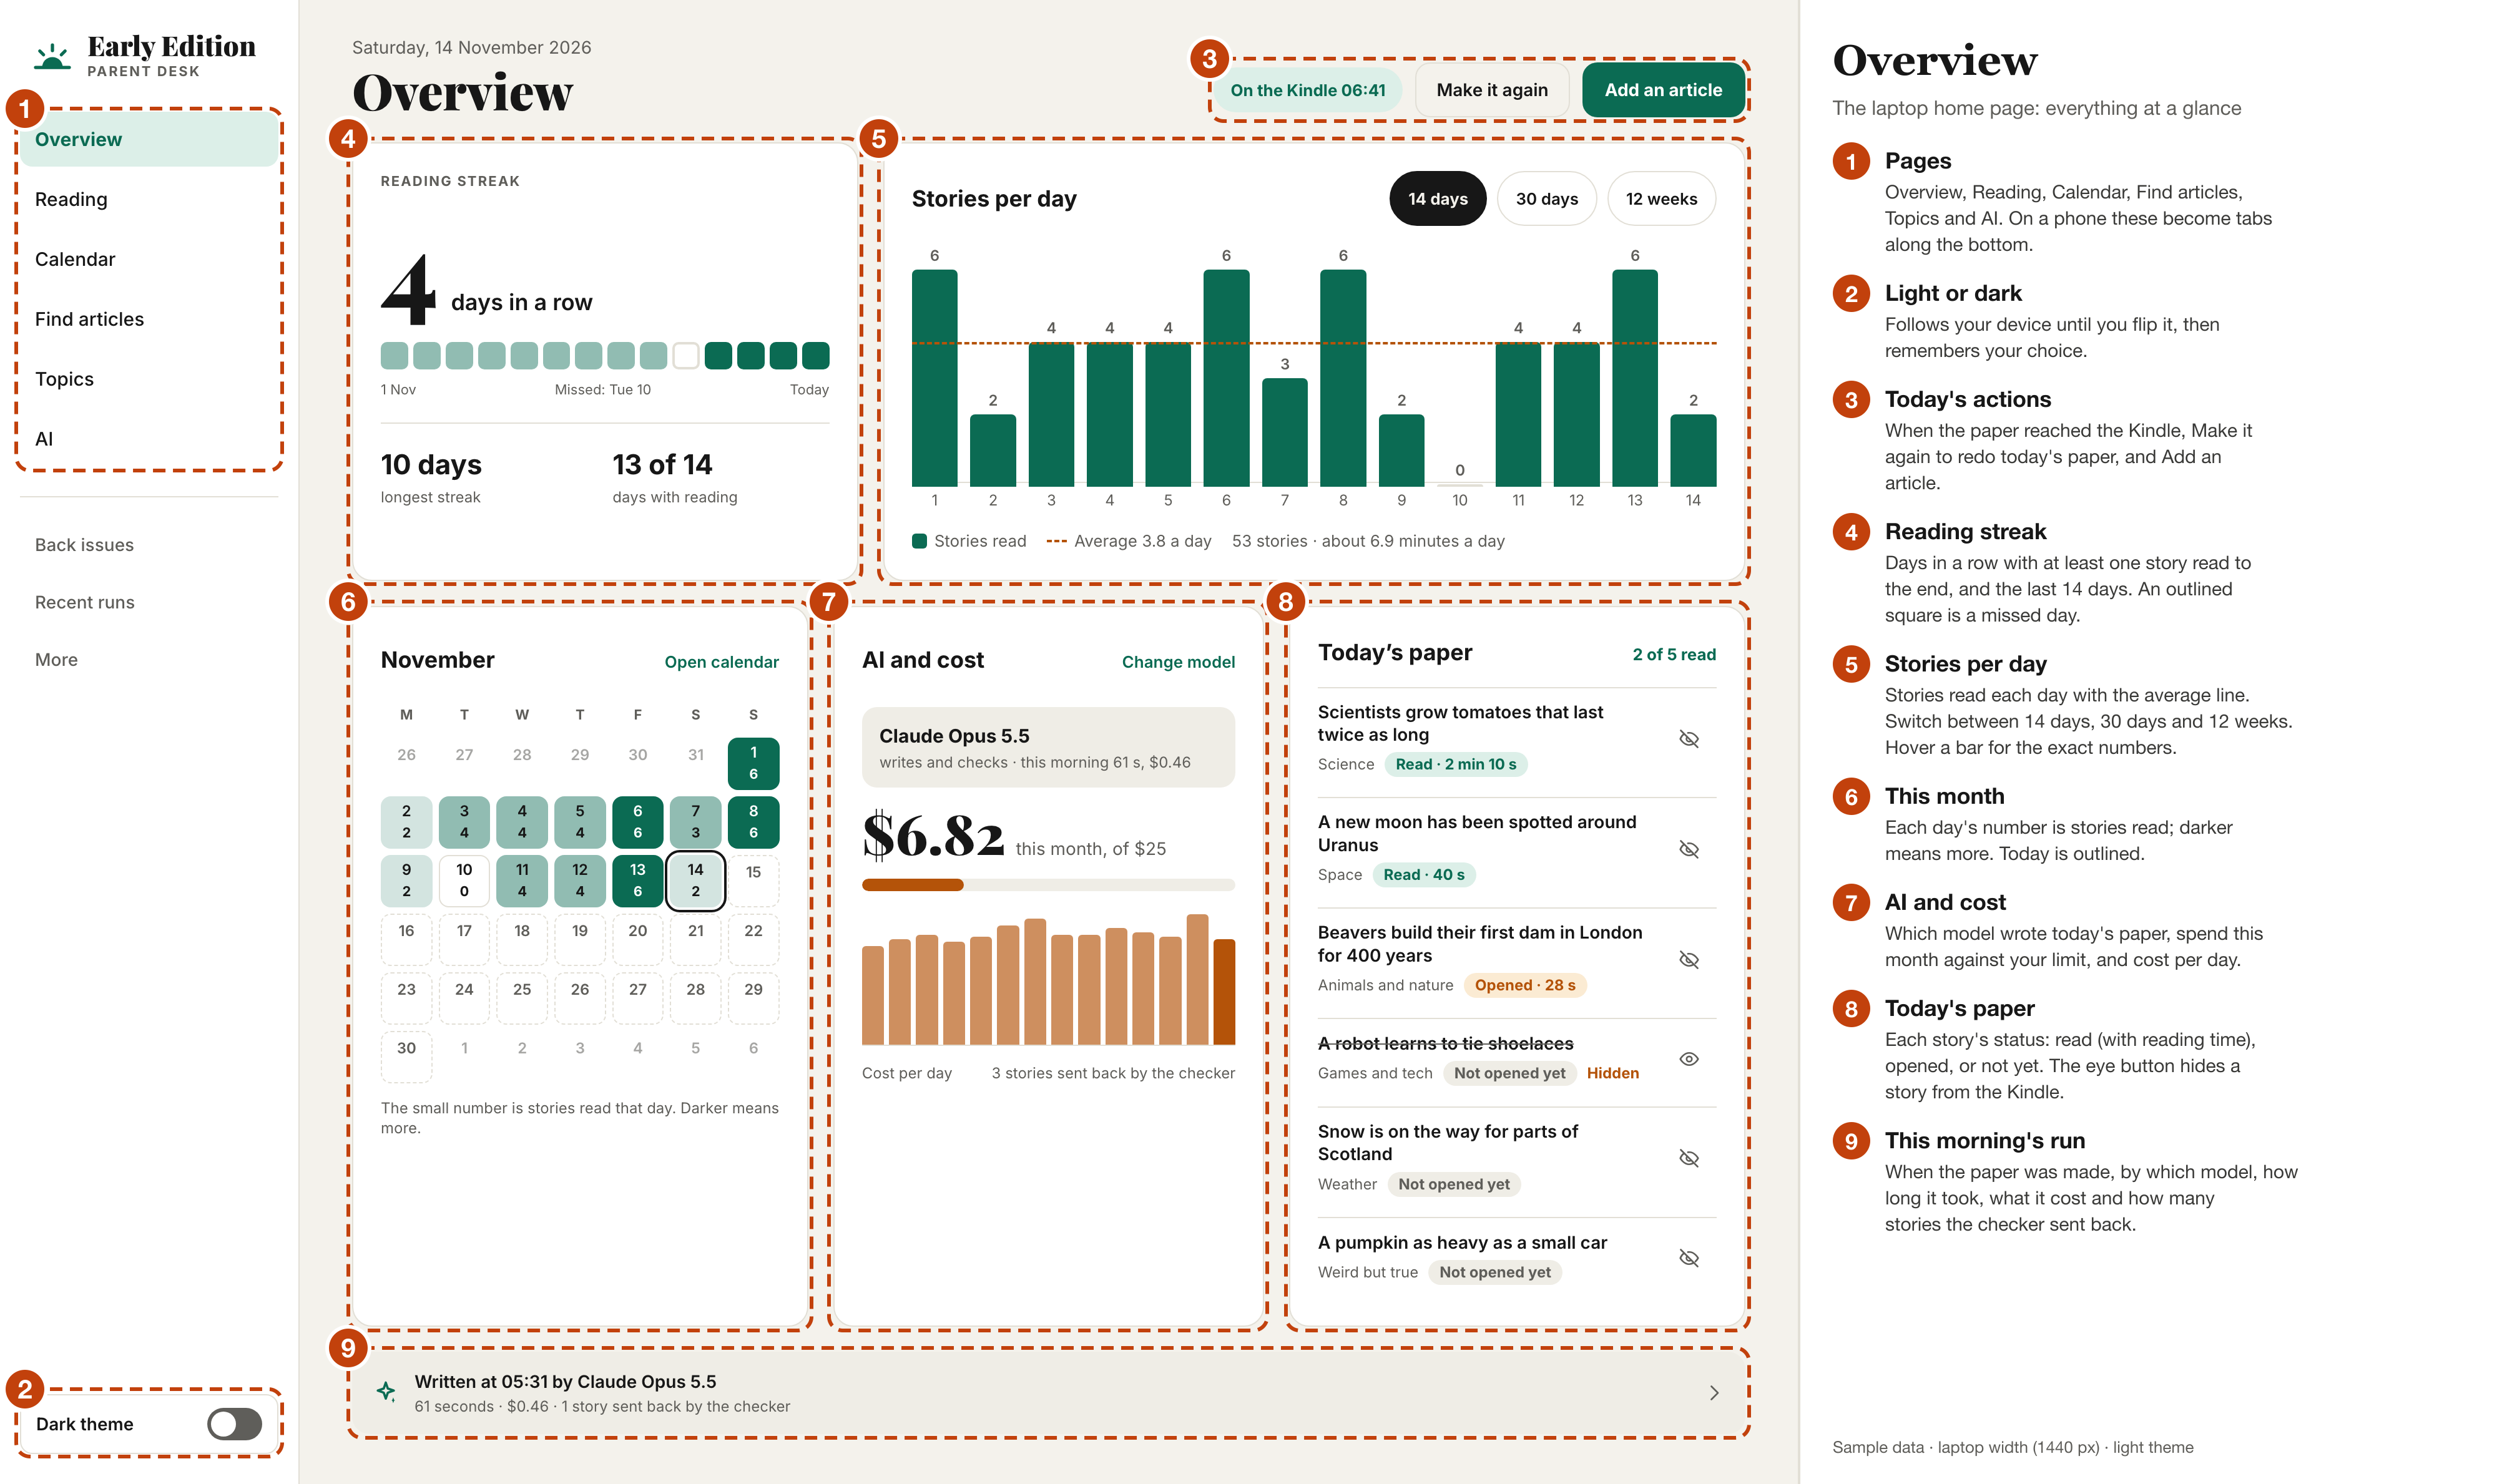 Early Edition
PARENT DESK
1
Overview
Reading
Calendar
Find articles
Topics
AI
Back issues
Recent runs
More
2
Dark theme
Saturday, 14 November 2026
Overview
3
On the Kindle 06:41
Make it again
Add an article
4
READING STREAK
4 days in a row
1 Nov
Missed: Tue 10
Today
10 days
longest streak
13 of 14
days with reading
5
Stories per day
14 days
30 days
12 weeks
6 2 4 4 4 6 3 6 2 0 4 4 6 2
1 2 3 4 5 6 7 8 9 10 11 12 13 14
Stories read
Average 3.8 a day
53 stories · about 6.9 minutes a day
6
November
Open calendar
M T W T F S S
26 27 28 29 30 31 1
6
2 3 4 5 6 7 8
2 4 4 4 6 3 6
9 10 11 12 13 14 15
2 0 4 4 6 2
16 17 18 19 20 21 22
23 24 25 26 27 28 29
30 1 2 3 4 5 6
The small number is stories read that day. Darker means
more.
7
AI and cost
Change model
Claude Opus 5.5
writes and checks · this morning 61 s, $0.46
$6.82 this month, of $25
Cost per day
3 stories sent back by the checker
8
Today’s paper
2 of 5 read
Scientists grow tomatoes that last
twice as long
Science Read · 2 min 10 s
A new moon has been spotted around
Uranus
Space Read · 40 s
Beavers build their first dam in London
for 400 years
Animals and nature Opened · 28 s
A robot learns to tie shoelaces
Games and tech Not opened yet Hidden
Snow is on the way for parts of
Scotland
Weather Not opened yet
A pumpkin as heavy as a small car
Weird but true Not opened yet
9
Written at 05:31 by Claude Opus 5.5
61 seconds · $0.46 · 1 story sent back by the checker
Overview
The laptop home page: everything at a glance
1 Pages
Overview, Reading, Calendar, Find articles,
Topics and AI. On a phone these become tabs
along the bottom.
2 Light or dark
Follows your device until you flip it, then
remembers your choice.
3 Today's actions
When the paper reached the Kindle, Make it
again to redo today's paper, and Add an
article.
4 Reading streak
Days in a row with at least one story read to
the end, and the last 14 days. An outlined
square is a missed day.
5 Stories per day
Stories read each day with the average line.
Switch between 14 days, 30 days and 12 weeks.
Hover a bar for the exact numbers.
6 This month
Each day's number is stories read; darker
means more. Today is outlined.
7 AI and cost
Which model wrote today's paper, spend this
month against your limit, and cost per day.
8 Today's paper
Each story's status: read (with reading time),
opened, or not yet. The eye button hides a
story from the Kindle.
9 This morning's run
When the paper was made, by which model, how
long it took, what it cost and how many
stories the checker sent back.
Sample data · laptop width (1440 px) · light theme